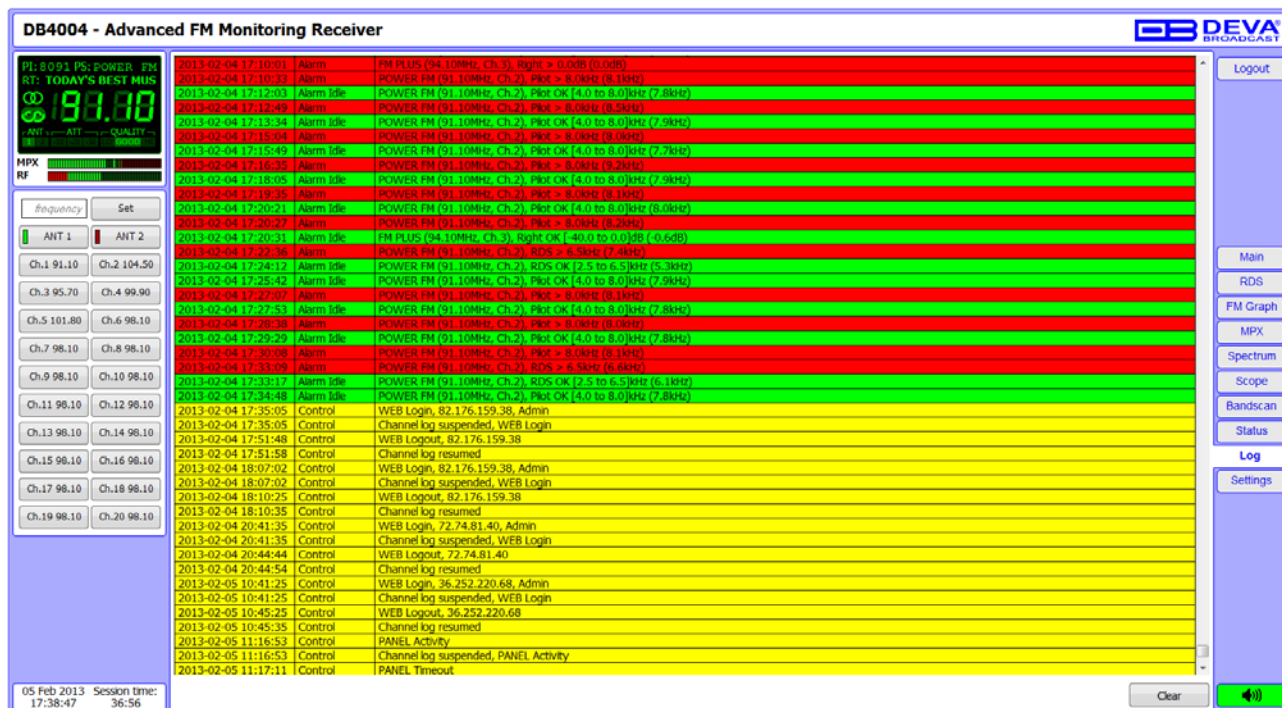 DB4004 - Advanced FM Monitoring Receiver
DEVA BROADCAST
PI: 8091 PS: POWER FM
RT: TODAY'S BEST MUS
91.10
ANT ATT QUALITY
1 GOOD
MPX
RF
frequency Set
ANT 1 ANT 2
Ch.1 91.10 Ch.2 104.50
Ch.3 95.70 Ch.4 99.90
Ch.5 101.80 Ch.6 98.10
Ch.7 98.10 Ch.8 98.10
Ch.9 98.10 Ch.10 98.10
Ch.11 98.10 Ch.12 98.10
Ch.13 98.10 Ch.14 98.10
Ch.15 98.10 Ch.16 98.10
Ch.17 98.10 Ch.18 98.10
Ch.19 98.10 Ch.20 98.10
05 Feb 2013 Session time:
17:38:47 36:56
2013-02-04 17:10:01 Alarm FM PLUS (94.10MHz, Ch.3), Right > 0.0dB (0.0dB)
2013-02-04 17:10:33 Alarm POWER FM (91.10MHz, Ch.2), Pilot > 8.0kHz (8.1kHz)
2013-02-04 17:12:03 Alarm Idle POWER FM (91.10MHz, Ch.2), Pilot OK [4.0 to 8.0]kHz (7.8kHz)
2013-02-04 17:12:49 Alarm POWER FM (91.10MHz, Ch.2), Pilot > 8.0kHz (8.5kHz)
2013-02-04 17:13:34 Alarm Idle POWER FM (91.10MHz, Ch.2), Pilot OK [4.0 to 8.0]kHz (7.9kHz)
2013-02-04 17:15:04 Alarm POWER FM (91.10MHz, Ch.2), Pilot > 8.0kHz (8.0kHz)
2013-02-04 17:15:49 Alarm Idle POWER FM (91.10MHz, Ch.2), Pilot OK [4.0 to 8.0]kHz (7.7kHz)
2013-02-04 17:16:35 Alarm POWER FM (91.10MHz, Ch.2), Pilot > 8.0kHz (9.2kHz)
2013-02-04 17:18:05 Alarm Idle POWER FM (91.10MHz, Ch.2), Pilot OK [4.0 to 8.0]kHz (7.9kHz)
2013-02-04 17:19:35 Alarm POWER FM (91.10MHz, Ch.2), Pilot > 8.0kHz (8.1kHz)
2013-02-04 17:20:21 Alarm Idle POWER FM (91.10MHz, Ch.2), Pilot OK [4.0 to 8.0]kHz (8.0kHz)
2013-02-04 17:20:27 Alarm POWER FM (91.10MHz, Ch.2), Pilot > 8.0kHz (8.2kHz)
2013-02-04 17:20:31 Alarm Idle FM PLUS (94.10MHz, Ch.3), Right OK [-40.0 to 0.0]dB (-0.6dB)
2013-02-04 17:22:36 Alarm POWER FM (91.10MHz, Ch.2), RDS > 6.5kHz (7.4kHz)
2013-02-04 17:24:12 Alarm Idle POWER FM (91.10MHz, Ch.2), RDS OK [2.5 to 6.5]kHz (5.3kHz)
2013-02-04 17:25:42 Alarm Idle POWER FM (91.10MHz, Ch.2), Pilot OK [4.0 to 8.0]kHz (7.9kHz)
2013-02-04 17:27:07 Alarm POWER FM (91.10MHz, Ch.2), Pilot > 8.0kHz (8.1kHz)
2013-02-04 17:27:53 Alarm Idle POWER FM (91.10MHz, Ch.2), Pilot OK [4.0 to 8.0]kHz (7.8kHz)
2013-02-04 17:28:38 Alarm POWER FM (91.10MHz, Ch.2), Pilot > 8.0kHz (8.0kHz)
2013-02-04 17:29:29 Alarm Idle POWER FM (91.10MHz, Ch.2), Pilot OK [4.0 to 8.0]kHz (7.8kHz)
2013-02-04 17:30:08 Alarm POWER FM (91.10MHz, Ch.2), Pilot > 8.0kHz (8.1kHz)
2013-02-04 17:33:09 Alarm POWER FM (91.10MHz, Ch.2), RDS > 6.5kHz (6.6kHz)
2013-02-04 17:33:17 Alarm Idle POWER FM (91.10MHz, Ch.2), RDS OK [2.5 to 6.5]kHz (6.1kHz)
2013-02-04 17:34:48 Alarm Idle POWER FM (91.10MHz, Ch.2), Pilot OK [4.0 to 8.0]kHz (7.8kHz)
2013-02-04 17:35:05 Control WEB Login, 82.176.159.38, Admin
2013-02-04 17:35:05 Control Channel log suspended, WEB Login
2013-02-04 17:51:48 Control WEB Logout, 82.176.159.38
2013-02-04 17:51:58 Control Channel log resumed
2013-02-04 18:07:02 Control WEB Login, 82.176.159.38, Admin
2013-02-04 18:07:02 Control Channel log suspended, WEB Login
2013-02-04 18:10:25 Control WEB Logout, 82.176.159.38
2013-02-04 18:10:35 Control Channel log resumed
2013-02-04 20:41:35 Control WEB Login, 72.74.81.40, Admin
2013-02-04 20:41:35 Control Channel log suspended, WEB Login
2013-02-04 20:44:44 Control WEB Logout, 72.74.81.40
2013-02-04 20:44:54 Control Channel log resumed
2013-02-05 10:41:25 Control WEB Login, 36.252.220.68, Admin
2013-02-05 10:41:25 Control Channel log suspended, WEB Login
2013-02-05 10:45:25 Control WEB Logout, 36.252.220.68
2013-02-05 10:45:35 Control Channel log resumed
2013-02-05 11:16:53 Control PANEL Activity
2013-02-05 11:16:53 Control Channel log suspended, PANEL Activity
2013-02-05 11:17:11 Control PANEL Timeout
Clear
Logout
Main
RDS
FM Graph
MPX
Spectrum
Scope
Bandscan
Status
Log
Settings